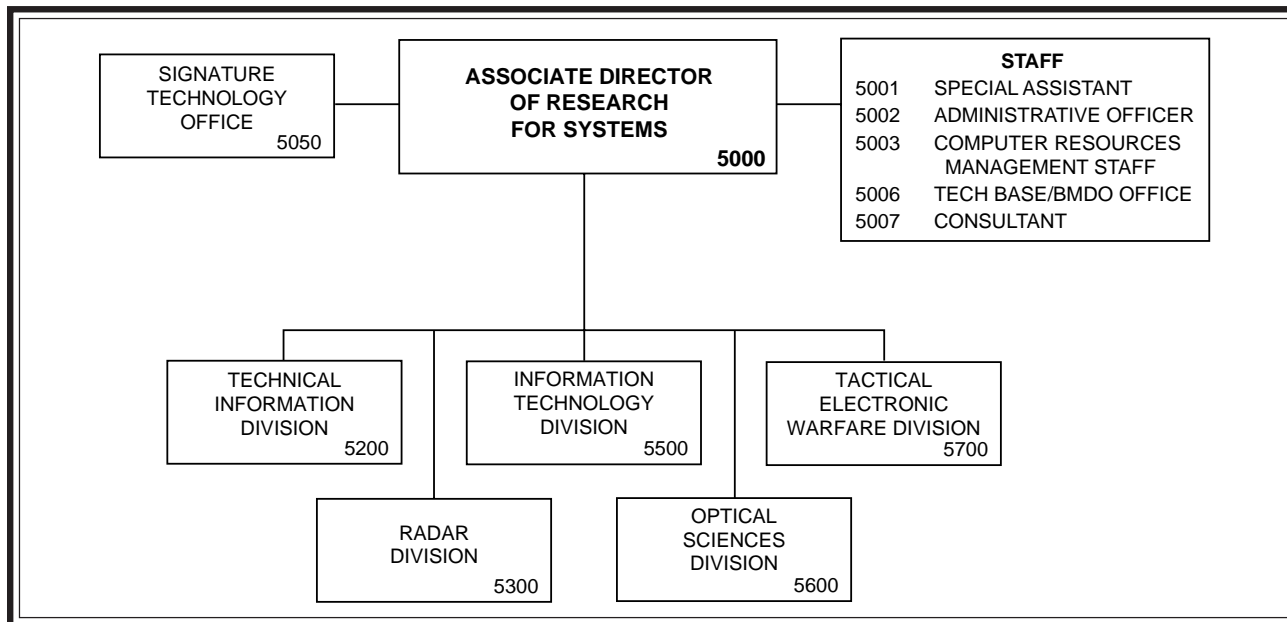 SIGNATURE
TECHNOLOGY
OFFICE
5050
ASSOCIATE DIRECTOR
OF RESEARCH
FOR SYSTEMS
5000
STAFF
5001 SPECIAL ASSISTANT
5002 ADMINISTRATIVE OFFICER
5003 COMPUTER RESOURCES
MANAGEMENT STAFF
5006 TECH BASE/BMDO OFFICE
5007 CONSULTANT
TECHNICAL
INFORMATION
DIVISION
5200
INFORMATION
TECHNOLOGY
DIVISION
5500
TACTICAL
ELECTRONIC
WARFARE DIVISION
5700
RADAR
DIVISION
5300
OPTICAL
SCIENCES
DIVISION
5600